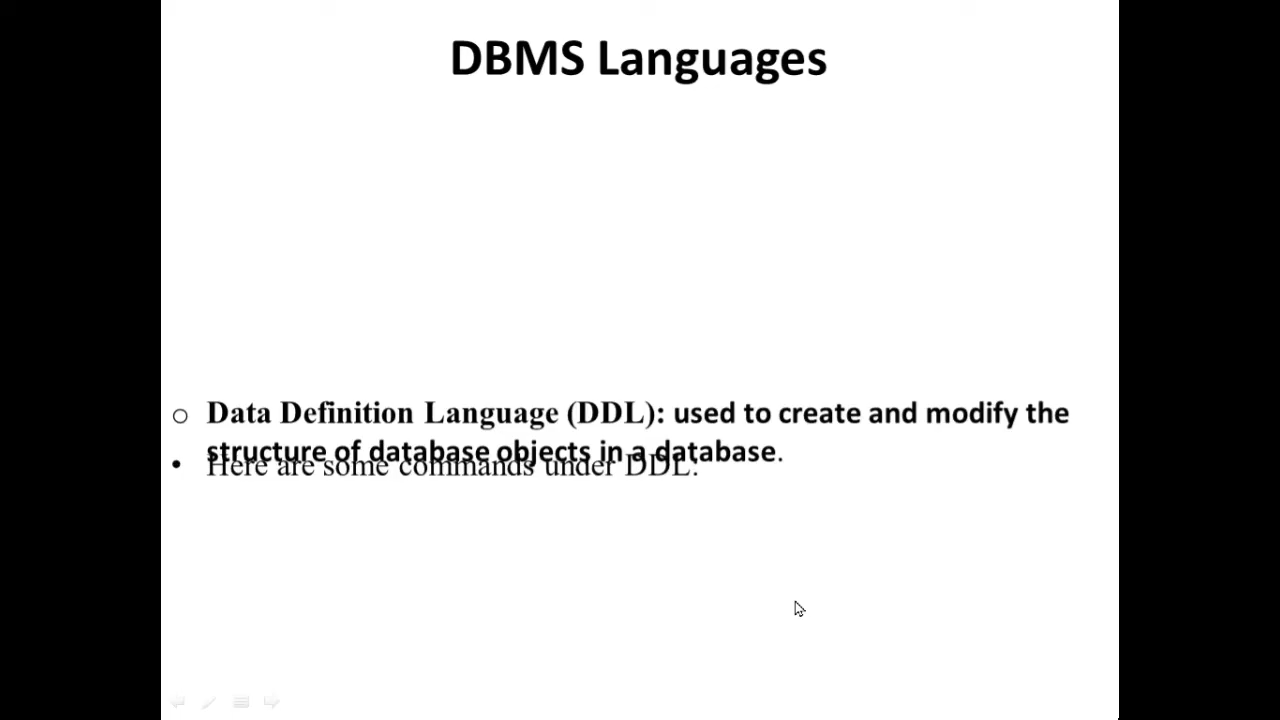 DBMS Languages
o Data Definition Language (DDL): used to create and modify the
structure of database objects in a database.
• Here are some commands under DDL: